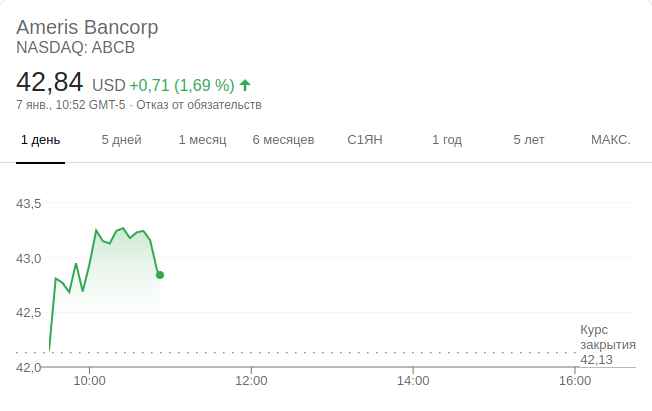 Ameris Bancorp
NASDAQ: ABCB
42,84 USD +0,71 (1,69 %)
7 янв., 10:52 GMT-5 · Отказ от обязательств
1 день 5 дней 1 месяц 6 месяцев С1ЯН 1 год 5 лет МАКС.
43,5
43,0
42,5
Курс
закрытия
42,13
42,0
10:00 12:00 14:00 16:00